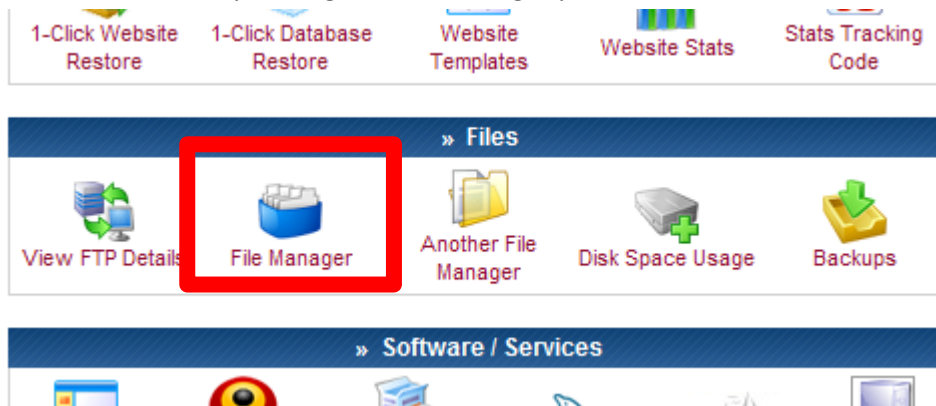 1-Click Website
Restore
1-Click Database
Restore
Website
Templates
Website Stats
Stats Tracking
Code
» Files
View FTP Details
File Manager
Another File
Manager
Disk Space Usage
Backups
» Software / Services